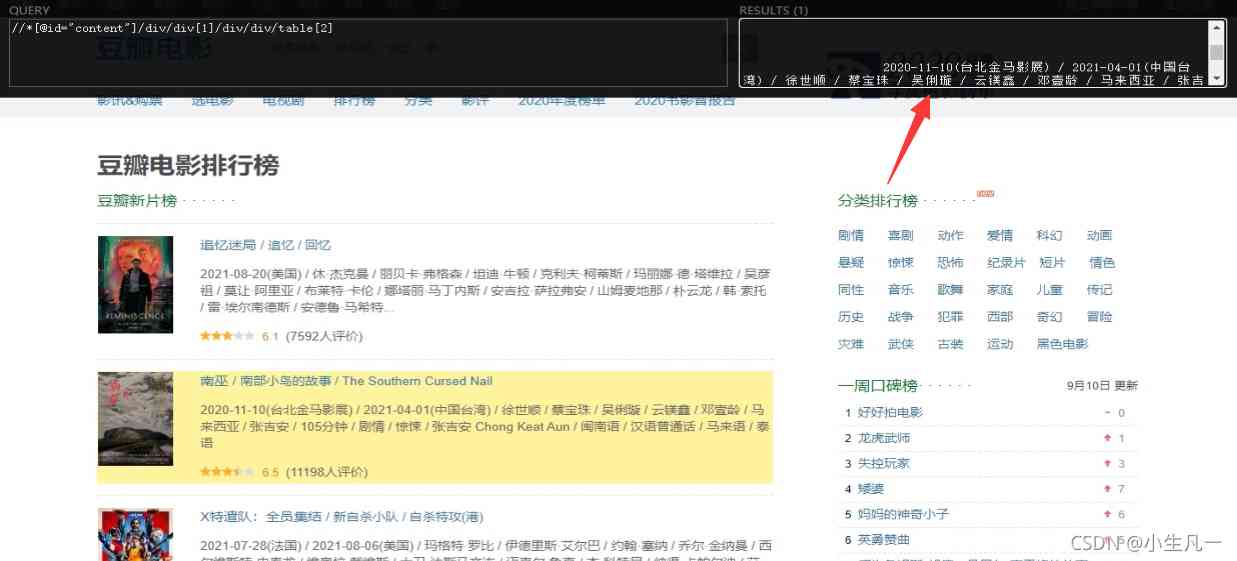 QUERY
//*[@id="content"]/div/div[1]/div/div/table[2]
RESULTS (1)
2020-11-10(台北金马影展) / 2021-04-01(中国台
湾) / 徐世顺 / 蔡宝珠 / 吴俐璇 / 云镁鑫 / 邓壹龄 / 马来西亚 / 张吉
豆瓣电影
影讯&购票 选电影 电视剧 排行榜 分类 影评 2020年度榜单 2020书影音报告
豆瓣电影排行榜
豆瓣新片榜 · · · · · ·
追忆迷局 / 追忆 / 回忆
2021-08-20(美国) / 休·杰克曼 / 丽贝卡·弗格森 / 坦迪·牛顿 / 克利夫·柯蒂斯 / 玛丽娜·德·塔维拉 / 吴彦
祖 / 莫让·阿里亚 / 布莱特·卡伦 / 娜塔丽·马丁内斯 / 安吉拉·萨拉弗安 / 山姆麦地那 / 朴云龙 / 韩·索托
/ 雷·埃尔南德斯 / 安德鲁·马希特...
6.1 (7592人评价)
南巫 / 南部小鸟的故事 / The Southern Cursed Nail
2020-11-10(台北金马影展) / 2021-04-01(中国台湾) / 徐世顺 / 蔡宝珠 / 吴俐璇 / 云镁鑫 / 邓壹龄 / 马
来西亚 / 张吉安 / 105分钟 / 剧情 / 惊悚 / 张吉安 Chong Keat Aun / 闽南语 / 汉语普通话 / 马来语 / 泰
语
6.5 (11198人评价)
X特遣队：全员集结 / 新自杀小队 / 自杀特攻(港)
2021-07-28(法国) / 2021-08-06(美国) / 玛格特·罗比 / 伊德里斯·艾尔巴 / 约翰·塞纳 / 乔尔·金纳曼 / 西
REMINISCENCE
分类排行榜 · · · · · ·
剧情 喜剧 动作 爱情 科幻 动画
悬疑 惊悚 恐怖 纪录片 短片 情色
同性 音乐 歌舞 家庭 儿童 传记
历史 战争 犯罪 西部 奇幻 冒险
灾难 武侠 古装 运动 黑色电影
一周口碑榜 · · · · · · 9月10日 更新
1 好好拍电影 - 0
2 龙虎武师 1
3 失控玩家 3
4 矮婆 7
5 妈妈的神奇小子 6
6 英勇赞曲
CSDN @小生凡一